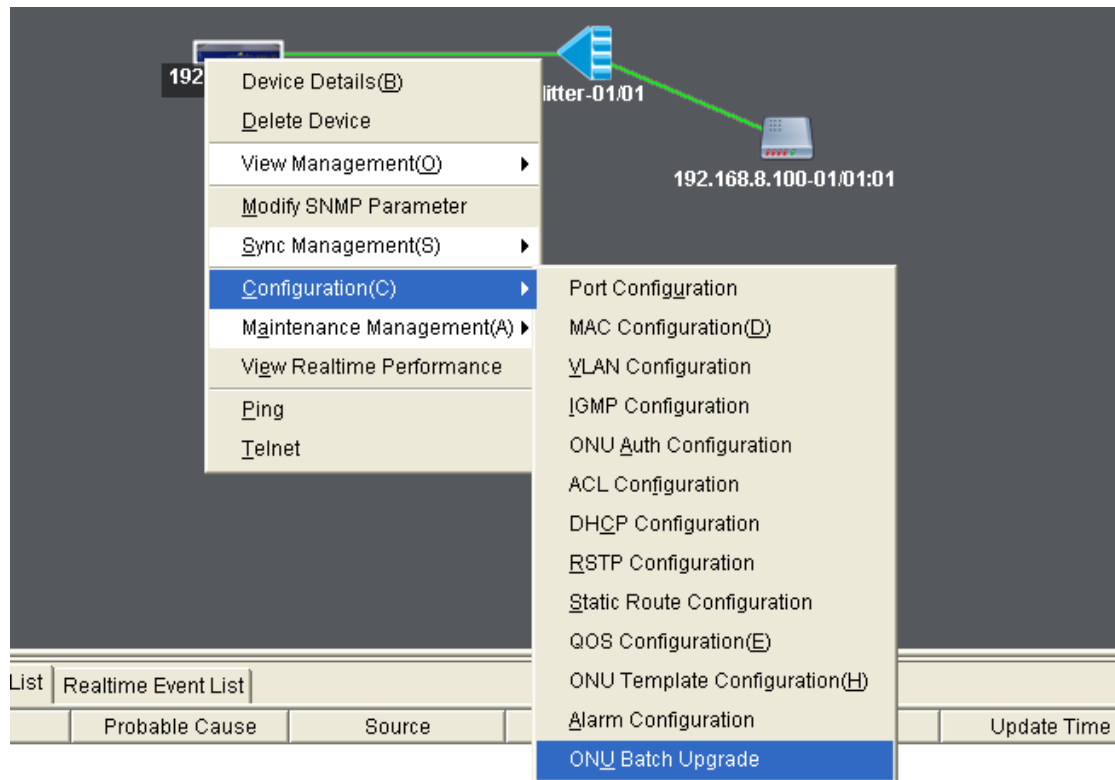 192
litter-01/01
192.168.8.100-01/01:01
Device Details(B)
Delete Device
View Management(O)
Modify SNMP Parameter
Sync Management(S)
Configuration(C)
Maintenance Management(A)
View Realtime Performance
Ping
Telnet
Port Configuration
MAC Configuration(D)
VLAN Configuration
IGMP Configuration
ONU Auth Configuration
ACL Configuration
DHCP Configuration
RSTP Configuration
Static Route Configuration
QOS Configuration(E)
ONU Template Configuration(H)
Alarm Configuration
ONU Batch Upgrade
List Realtime Event List
Probable Cause Source Update Time